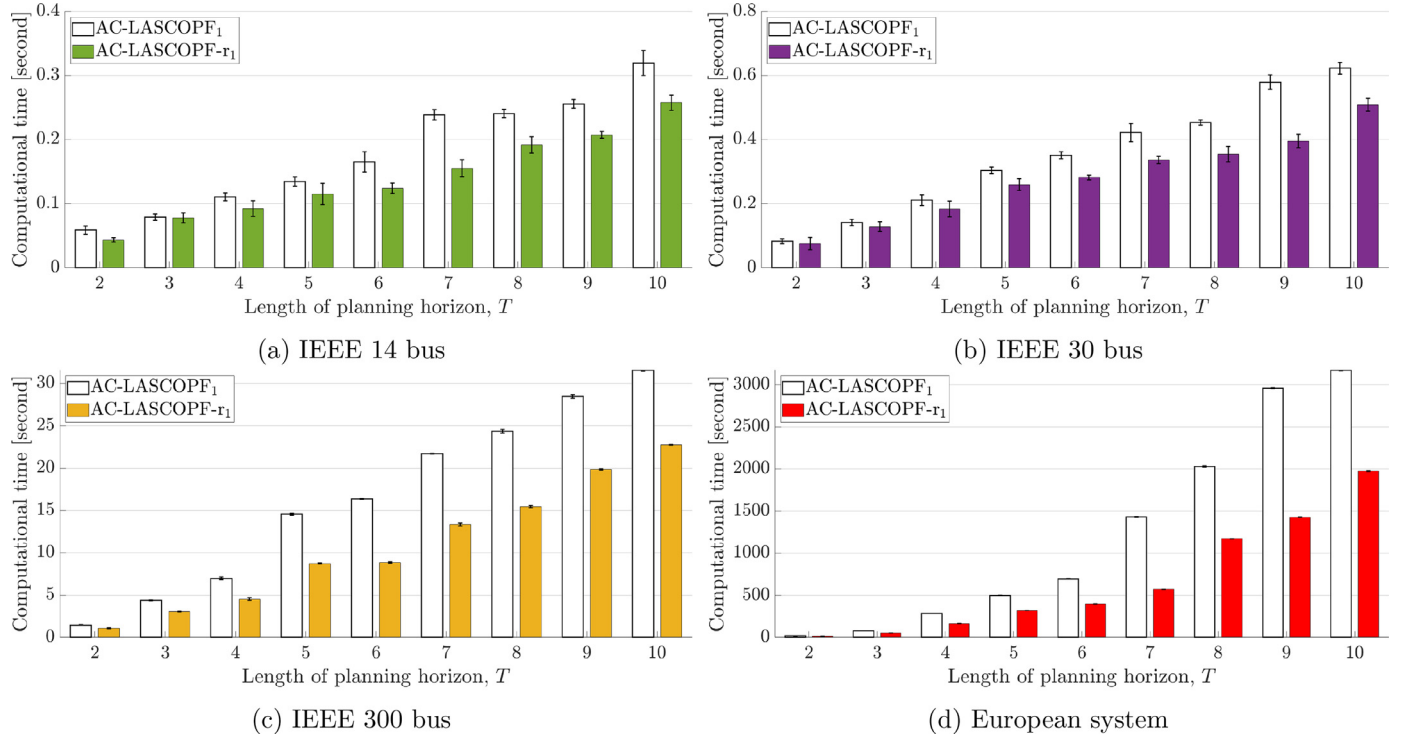 Computational time [second]
0.4
0.3
0.2
0.1
0
AC-LASCOPF₁
AC-LASCOPF-r₁
2 3 4 5 6 7 8 9 10
Length of planning horizon, T
(a) IEEE 14 bus
Computational time [second]
0.8
0.6
0.4
0.2
0
AC-LASCOPF₁
AC-LASCOPF-r₁
2 3 4 5 6 7 8 9 10
Length of planning horizon, T
(b) IEEE 30 bus
Computational time [second]
30
25
20
15
10
5
0
AC-LASCOPF₁
AC-LASCOPF-r₁
2 3 4 5 6 7 8 9 10
Length of planning horizon, T
(c) IEEE 300 bus
Computational time [second]
3000
2500
2000
1500
1000
500
0
AC-LASCOPF₁
AC-LASCOPF-r₁
2 3 4 5 6 7 8 9 10
Length of planning horizon, T
(d) European system